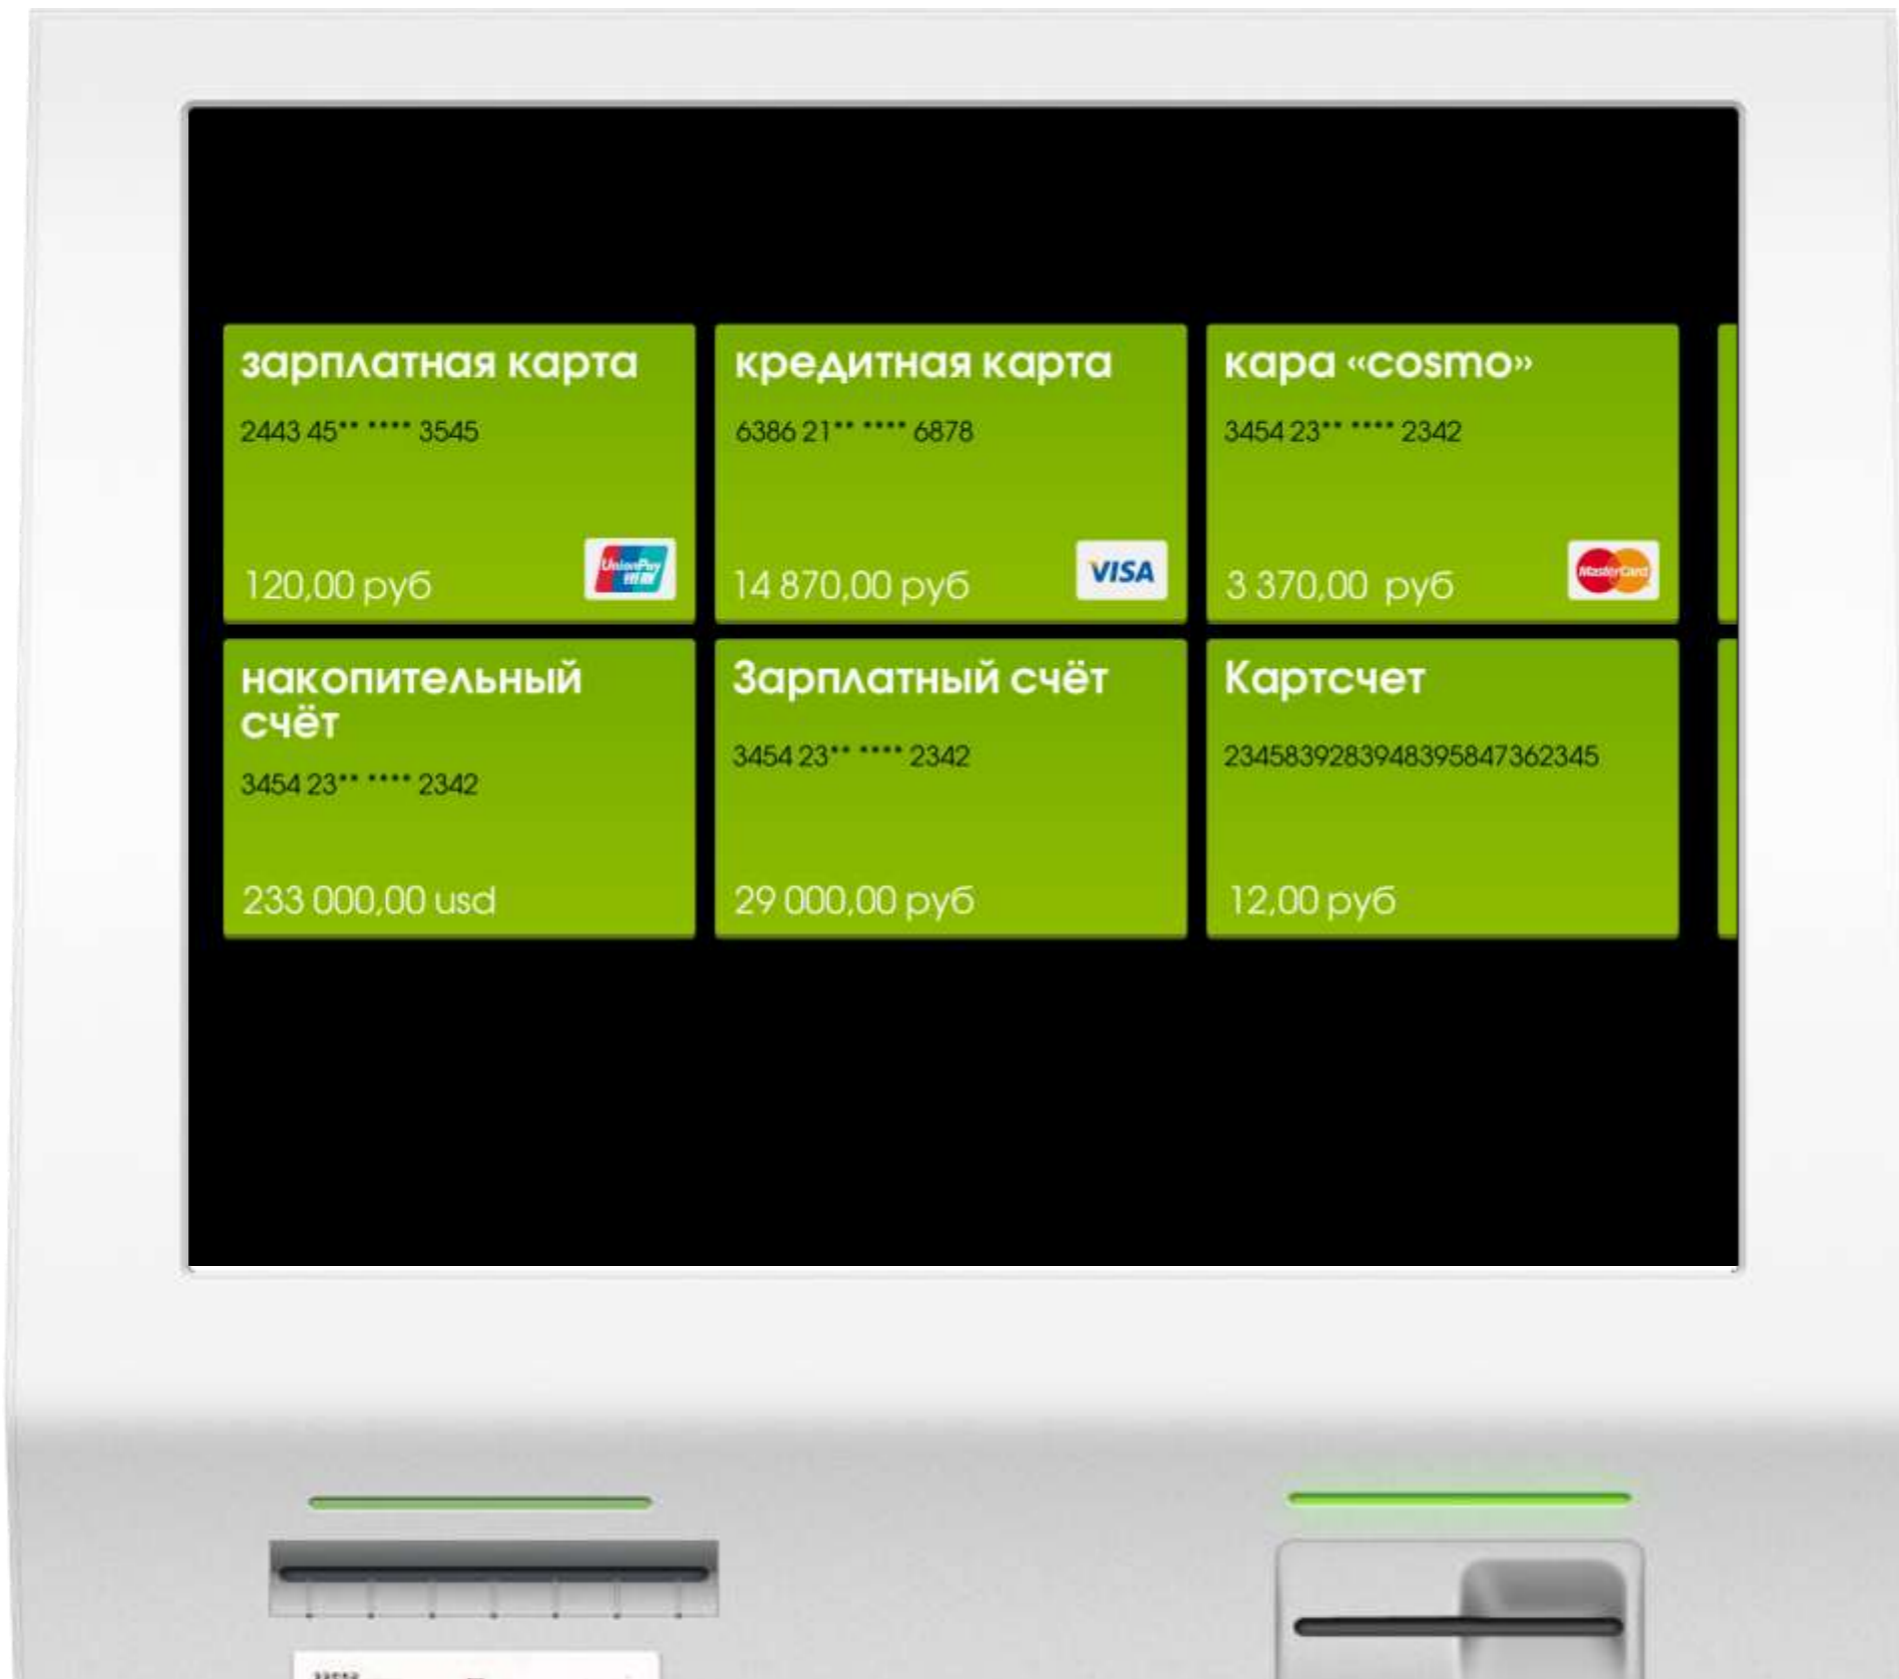 зарплатная карта
2443 45** **** 3545
120,00 руб
UnionPay
кредитная карта
6386 21** **** 6878
14 870,00 руб
VISA
кара «cosmo»
3454 23** **** 2342
3 370,00 руб
MasterCard
накопительный
счёт
3454 23** **** 2342
233 000,00 usd
Зарплатный счёт
3454 23** **** 2342
29 000,00 руб
Картсчет
2345839283948395847362345
12,00 руб